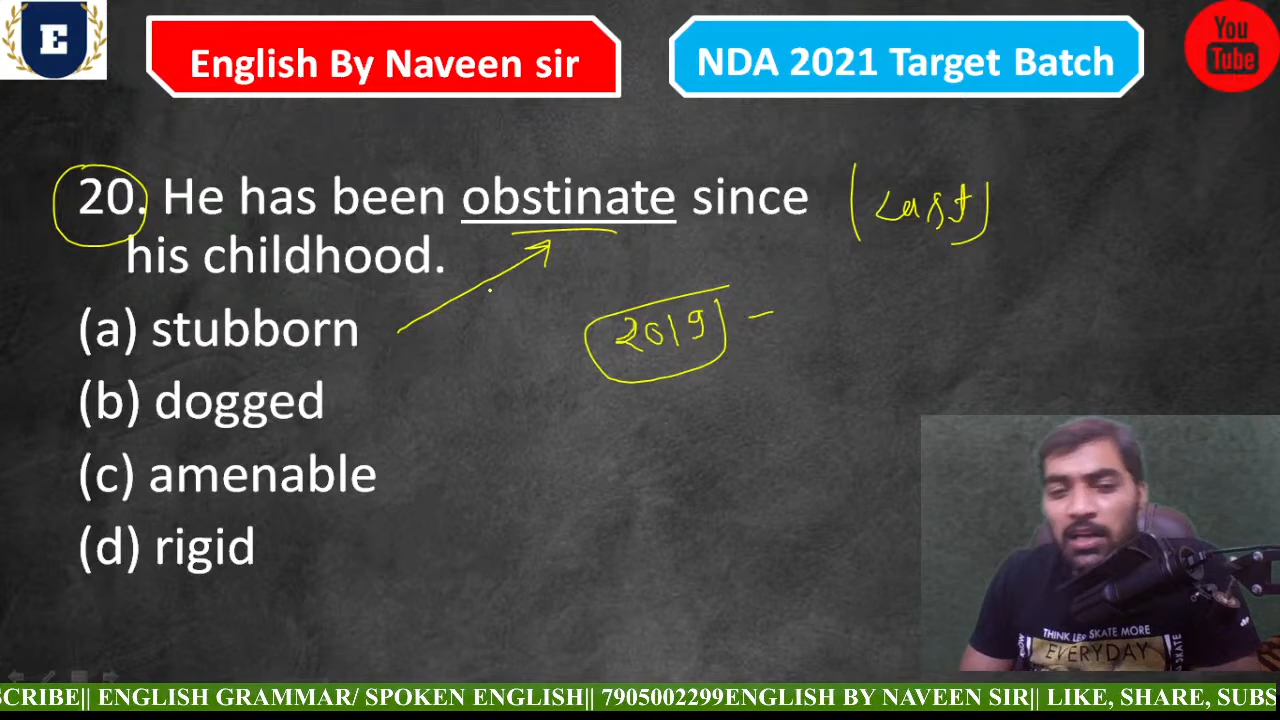 E
English By Naveen sir
NDA 2021 Target Batch
You
Tube
20. He has been obstinate since
his childhood.
(Last)
(a) stubborn
2019 -
(b) dogged
(c) amenable
(d) rigid
THINK LESS SKATE MORE
EVERYDAY
SCRIBE|| ENGLISH GRAMMAR/ SPOKEN ENGLISH|| 7905002299ENGLISH BY NAVEEN SIR|| LIKE, SHARE, SUBS